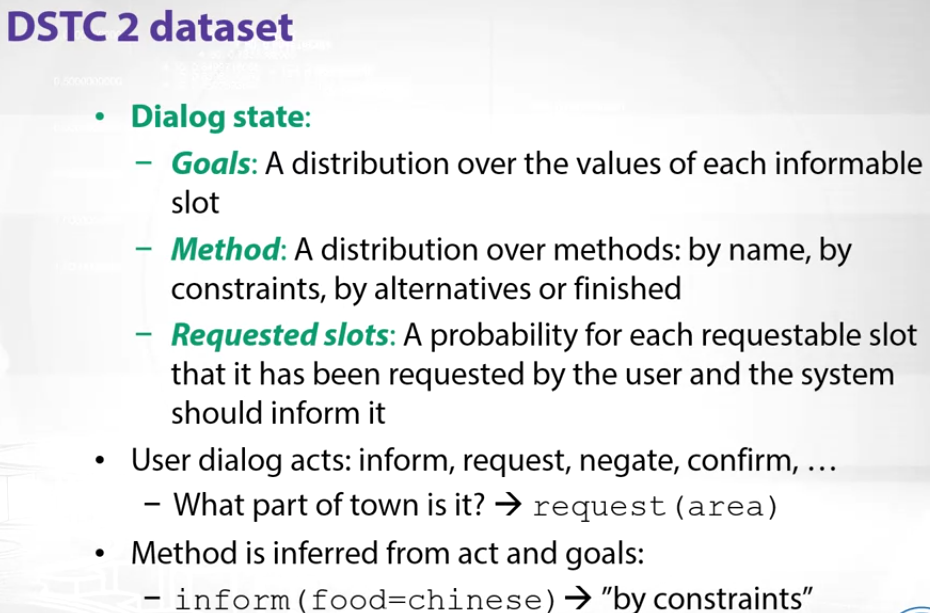 DSTC 2 dataset
• Dialog state:
– Goals: A distribution over the values of each informable
slot
– Method: A distribution over methods: by name, by
constraints, by alternatives or finished
– Requested slots: A probability for each requestable slot
that it has been requested by the user and the system
should inform it
• User dialog acts: inform, request, negate, confirm, …
– What part of town is it? → request(area)
• Method is inferred from act and goals:
– inform(food=chinese) → ”by constraints”